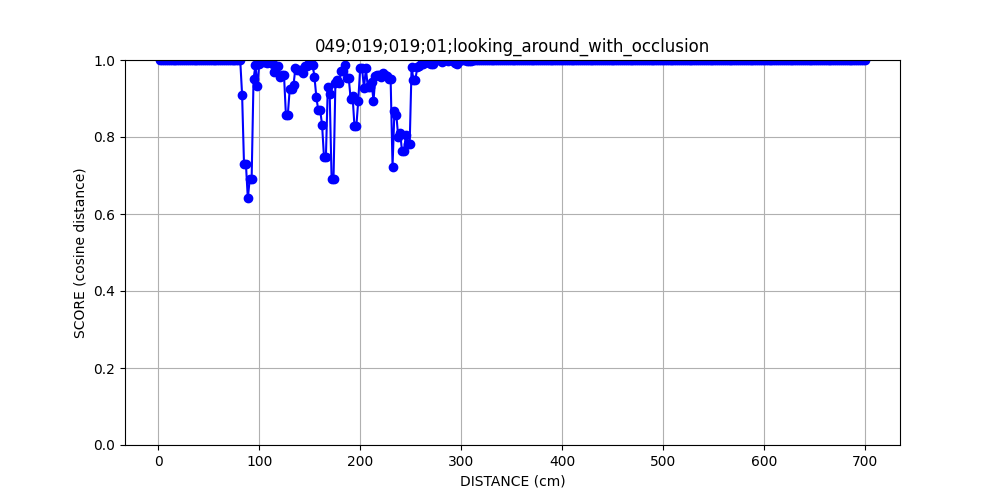 049;019;019;01;looking_around_with_occlusion
1.0
0.8
0.6
0.4
0.2
0.0
SCORE (cosine distance)
0 100 200 300 400 500 600 700
DISTANCE (cm)